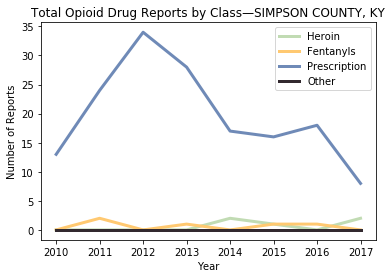 Total Opioid Drug Reports by Class—SIMPSON COUNTY, KY
Heroin
Fentanyls
Prescription
Other
Number of Reports
35
30
25
20
15
10
5
0
2010 2011 2012 2013 2014 2015 2016 2017
Year